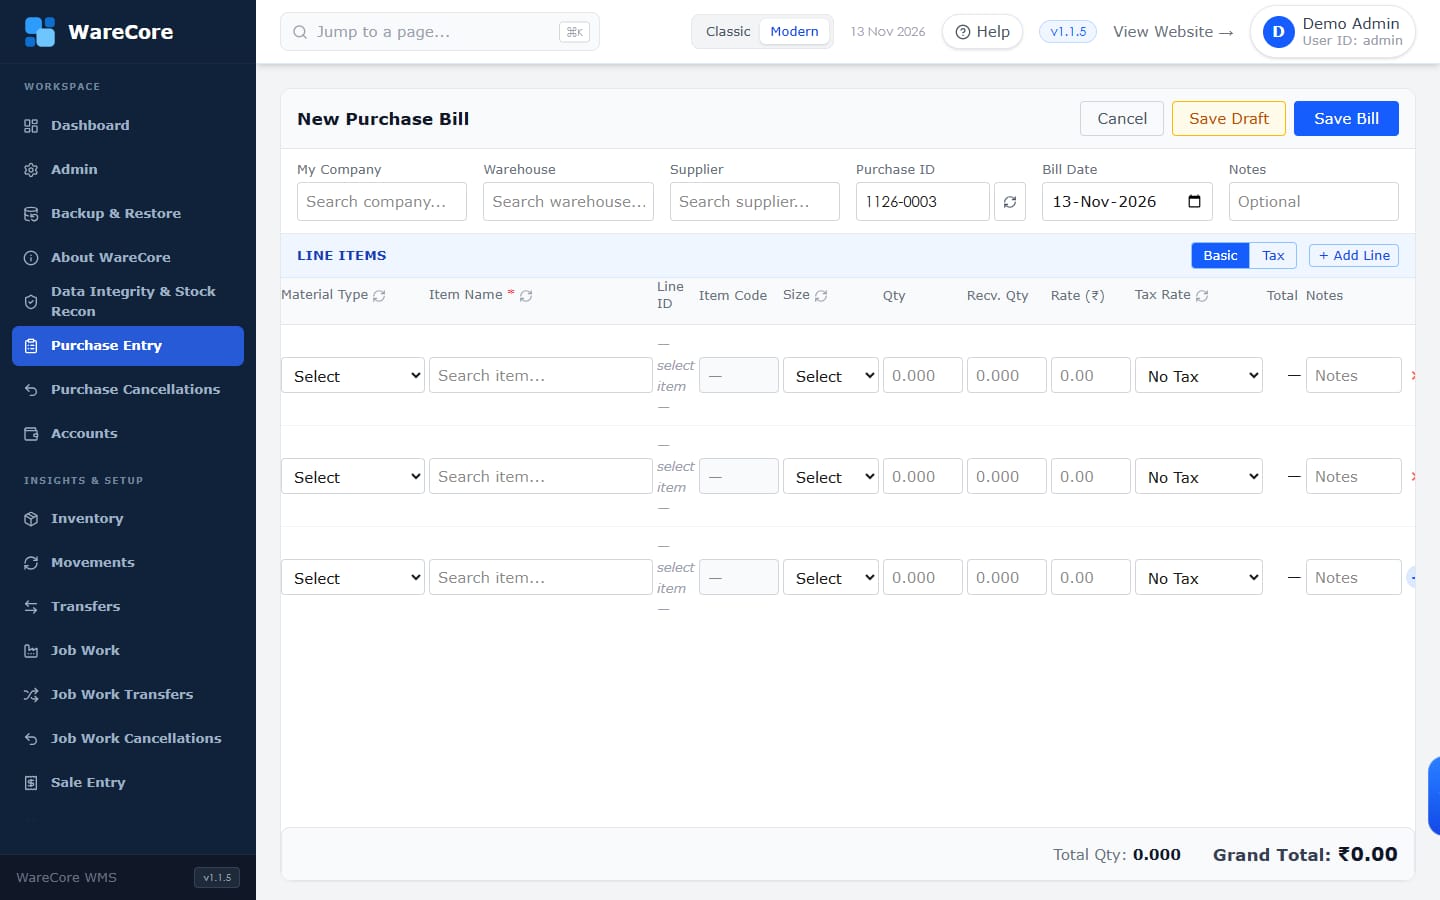 WareCore
Jump to a page...
⌘K
Classic
Modern
13 Nov 2026
Help
v1.1.5
View Website →
D
Demo Admin
User ID: admin
WORKSPACE
Dashboard
Admin
Backup & Restore
About WareCore
Data Integrity & Stock
Recon
Purchase Entry
Purchase Cancellations
Accounts
INSIGHTS & SETUP
Inventory
Movements
Transfers
Job Work
Job Work Transfers
Job Work Cancellations
Sale Entry
WareCore WMS
v1.1.5
New Purchase Bill
Cancel
Save Draft
Save Bill
My Company
Warehouse
Supplier
Purchase ID
Bill Date
Notes
Search company...
Search warehouse...
Search supplier...
1126-0003
13-Nov-2026
Optional
LINE ITEMS
Basic
Tax
+ Add Line
Material Type
Item Name *
Line
ID
Item Code
Size
Qty
Recv. Qty
Rate (₹)
Tax Rate
Total
Notes
Select
Search item...
—
select
item
—
—
Select
0.000
0.000
0.00
No Tax
—
Notes
Select
Search item...
—
select
item
—
—
Select
0.000
0.000
0.00
No Tax
—
Notes
Select
Search item...
—
select
item
—
—
Select
0.000
0.000
0.00
No Tax
—
Notes
Total Qty: 0.000
Grand Total: ₹0.00